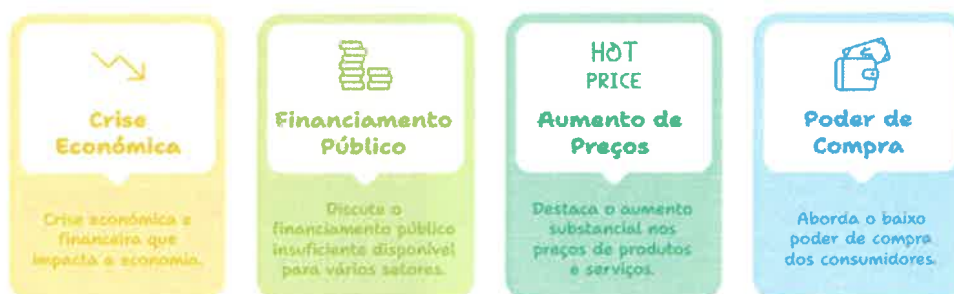 Crise
Económica
Crise económica e
financeira que
impacta a economia.
Financiamento
Público
Discute o
financiamento público
insuficiente disponível
para vários setores.
HOT
PRICE
Aumento de
Preços
Destaca o aumento
substancial nos
preços de produtos
e serviços.
Poder de
Compra
Aborda o baixo
poder de compra
dos consumidores.